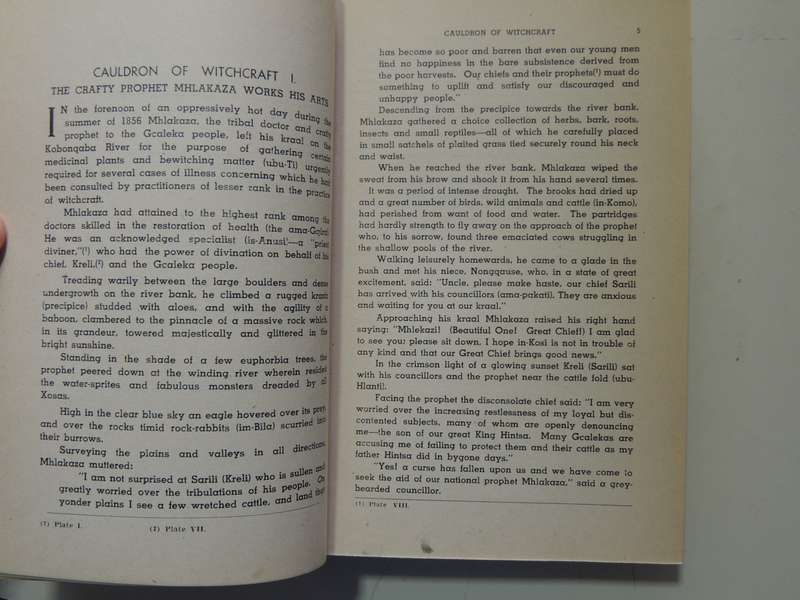 CAULDRON OF WITCHCRAFT I.
THE CRAFTY PROPHET MHLAKAZA WORKS HIS ARTS
IN the forenoon of an oppressively hot day during the
summer of 1856 Mhlakaza, the tribal doctor and crafty
prophet to the Gcaleka people, left his kraal on the
Kobonqaba River for the purpose of gathering certain
medicinal plants and bewitching matter (ubu-Ti) urgently
required for several cases of illness concerning which he had
been consulted by practitioners of lesser rank in the practice
of witchcraft.
Mhlakaza had attained to the highest rank among the
doctors skilled in the restoration of health (the
He was an acknowledged specialist (is-Anusi—a "priest
diviner,"(¹) who had the power of divination on behalf of his
chief, Kreli,(²) and the Gcaleka people.
Treading warily between the large boulders and dense
undergrowth on the river bank, he climbed a rugged krantz
(precipice) studded with aloes, and with the agility of a
baboon, clambered to the pinnacle of a massive rock which,
in its grandeur, towered majestically and glittered in the
bright sunshine.
Standing in the shade of a few euphorbia trees, the
prophet peered down at the winding river wherein resided
the water-sprites and fabulous monsters dreaded by all
Xosas.
High in the clear blue sky an eagle hovered over its prey,
and over the rocks timid rock-rabbits (im-Bila) scurried into
their burrows.
Surveying the plains and valleys in all directions,
Mhlakaza muttered:
"I am not surprised at Sarili (Kreli) who is sullen and
greatly worried over the tribulations of his people. On
yonder plains I see a few wretched cattle, and land that
(¹) Plate I. (²) Plate VII.
CAULDRON OF WITCHCRAFT 5
has become so poor and barren that even our young men
find no happiness in the bare subsistence derived from
the poor harvests. Our chiefs and their prophets(¹) must do
something to uplift and satisfy our discouraged and
unhappy people."
Descending from the precipice towards the river bank,
Mhlakaza gathered a choice collection of herbs, bark, roots,
insects and small reptiles—all of which he carefully placed
in small satchels of plaited grass tied securely round his neck
and waist.
When he reached the river bank, Mhlakaza wiped the
sweat from his brow and shook it from his hand several times.
It was a period of intense drought. The brooks had dried up
and a great number of birds, wild animals and cattle (in-Komo),
had perished from want of food and water. The partridges
had hardly strength to fly away on the approach of the prophet
who, to his sorrow, found three emaciated cows struggling in
the shallow pools of the river.
Walking leisurely homewards, he came to a glade in the
bush and met his niece, Nongqause, who, in a state of great
excitement, said: "Uncle, please make haste, our chief Sarili
has arrived with his councillors (ama-pakati). They are anxious
and waiting for you at our kraal."
Approaching his kraal Mhlakaza raised his right hand
saying: "Mhlekazi! (Beautiful One! Great Chief!) I am glad
to see you; please sit down. I hope in-Kosi is not in trouble of
any kind and that our Great Chief brings good news."
In the crimson light of a glowing sunset Kreli (Sarili) sat
with his councillors and the prophet near the cattle fold (ubu-
Hlanti).
Facing the prophet the disconsolate chief said: "I am very
worried over the increasing restlessness of my loyal but dis-
contented subjects, many of whom are openly denouncing
me—the son of our great King Hintsa. Many Gcalekas are
accusing me of failing to protect them and their cattle as my
father Hintsa did in bygone days."
"Yes! a curse has fallen upon us and we have come to
seek the aid of our national prophet Mhlakaza," said a grey-
bearded councillor.
(¹) Plate VIII.